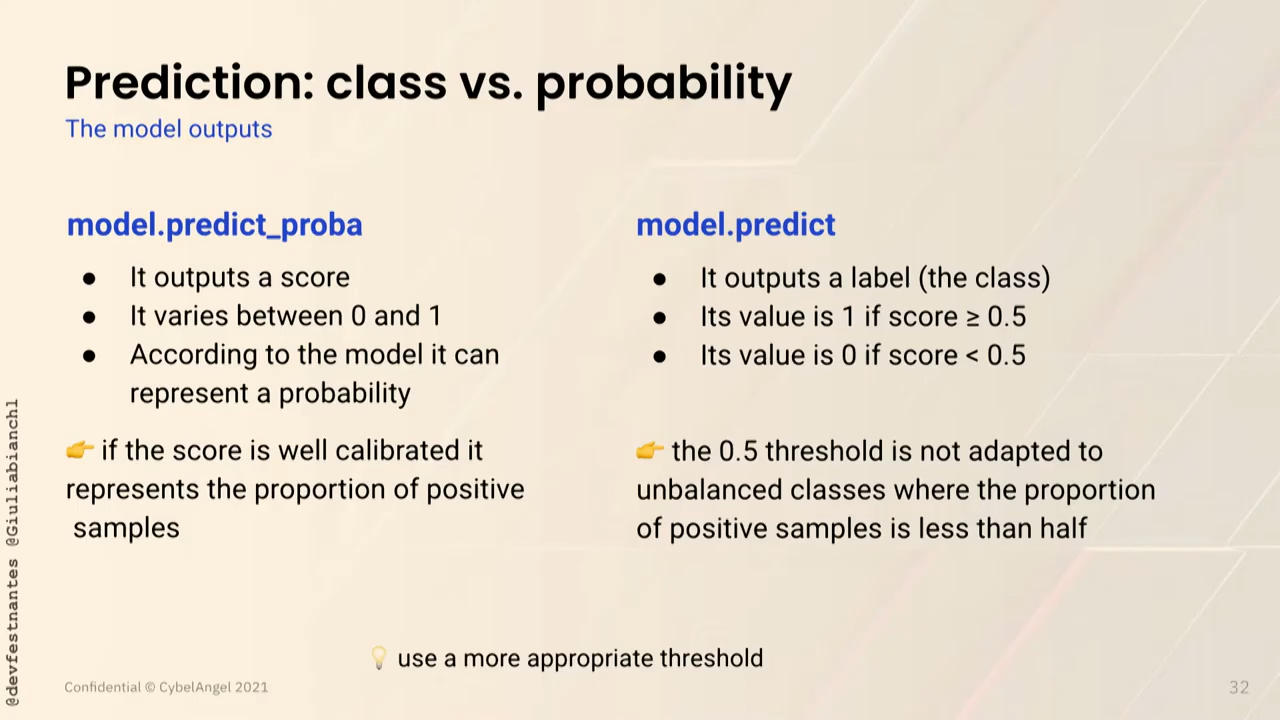 Prediction: class vs. probability
The model outputs
model.predict_proba
● It outputs a score
● It varies between 0 and 1
● According to the model it can
represent a probability
👉 if the score is well calibrated it
represents the proportion of positive
samples
model.predict
● It outputs a label (the class)
● Its value is 1 if score ≥ 0.5
● Its value is 0 if score < 0.5
👉 the 0.5 threshold is not adapted to
unbalanced classes where the proportion
of positive samples is less than half
💡 use a more appropriate threshold
Confidential © CybelAngel 2021
32
@devfestnantes @Giuliabianchl